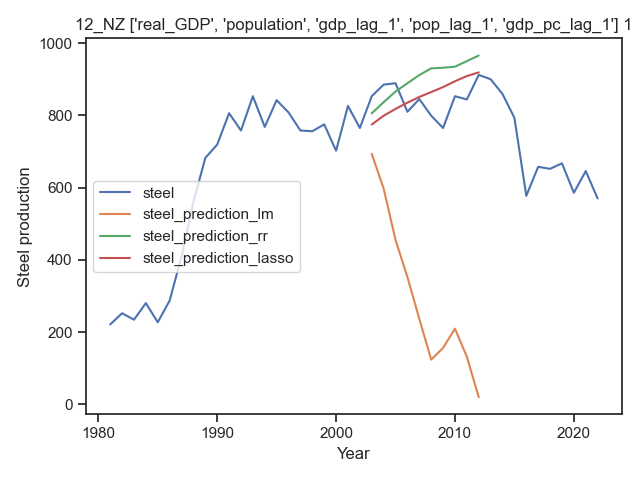 12_NZ ['real_GDP', 'population', 'gdp_lag_1', 'pop_lag_1', 'gdp_pc_lag_1'] 1
1000
800
600
400
200
0
Steel production
steel
steel_prediction_lm
steel_prediction_rr
steel_prediction_lasso
1980
1990
2000
2010
2020
Year